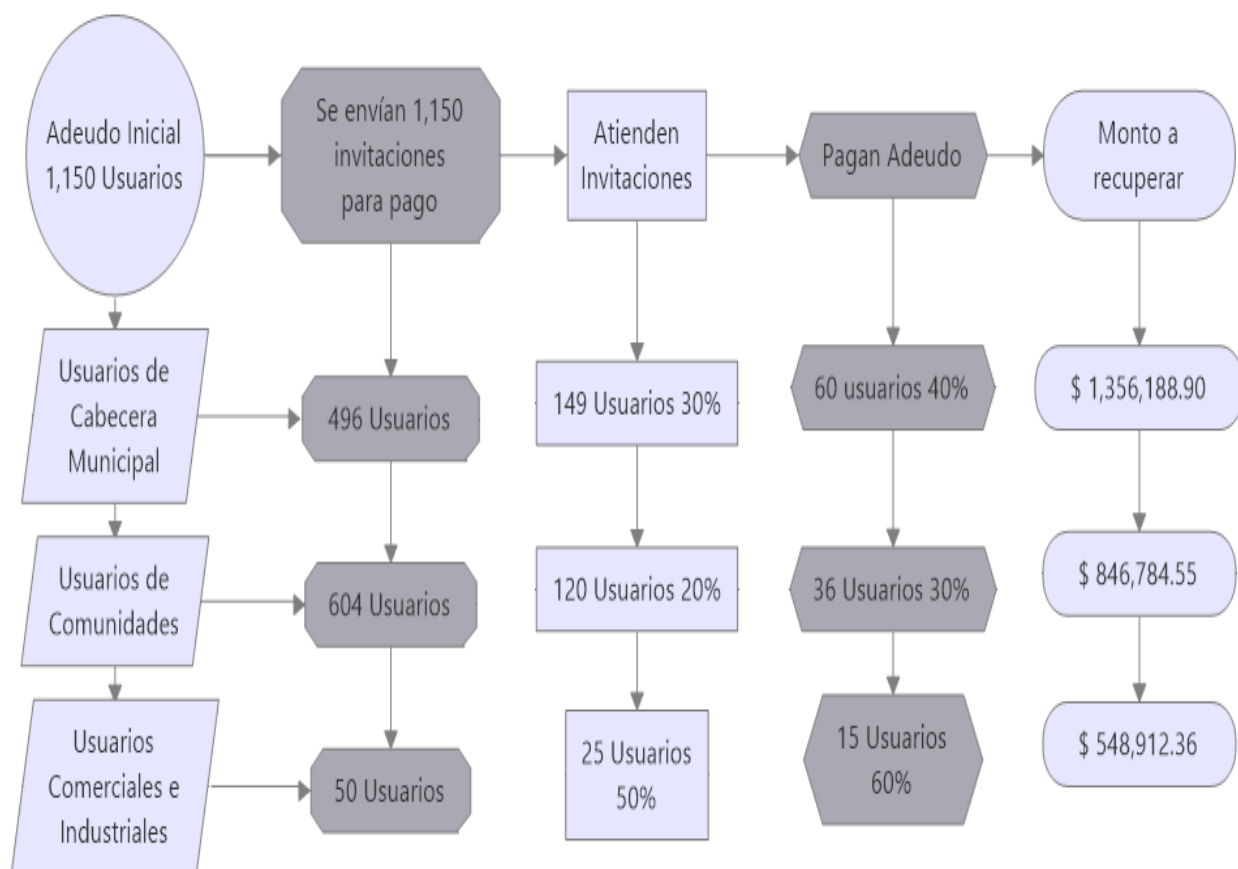 Adeudo Inicial
1,150 Usuarios
Se envían 1,150
invitaciones
para pago
Atienden
Invitaciones
Pagan Adeudo
Monto a
recuperar
Usuarios de
Cabecera
Municipal
496 Usuarios
149 Usuarios 30%
60 usuarios 40%
$ 1,356,188.90
Usuarios de
Comunidades
604 Usuarios
120 Usuarios 20%
36 Usuarios 30%
$ 846,784.55
Usuarios
Comerciales e
Industriales
50 Usuarios
25 Usuarios
50%
15 Usuarios
60%
$ 548,912.36